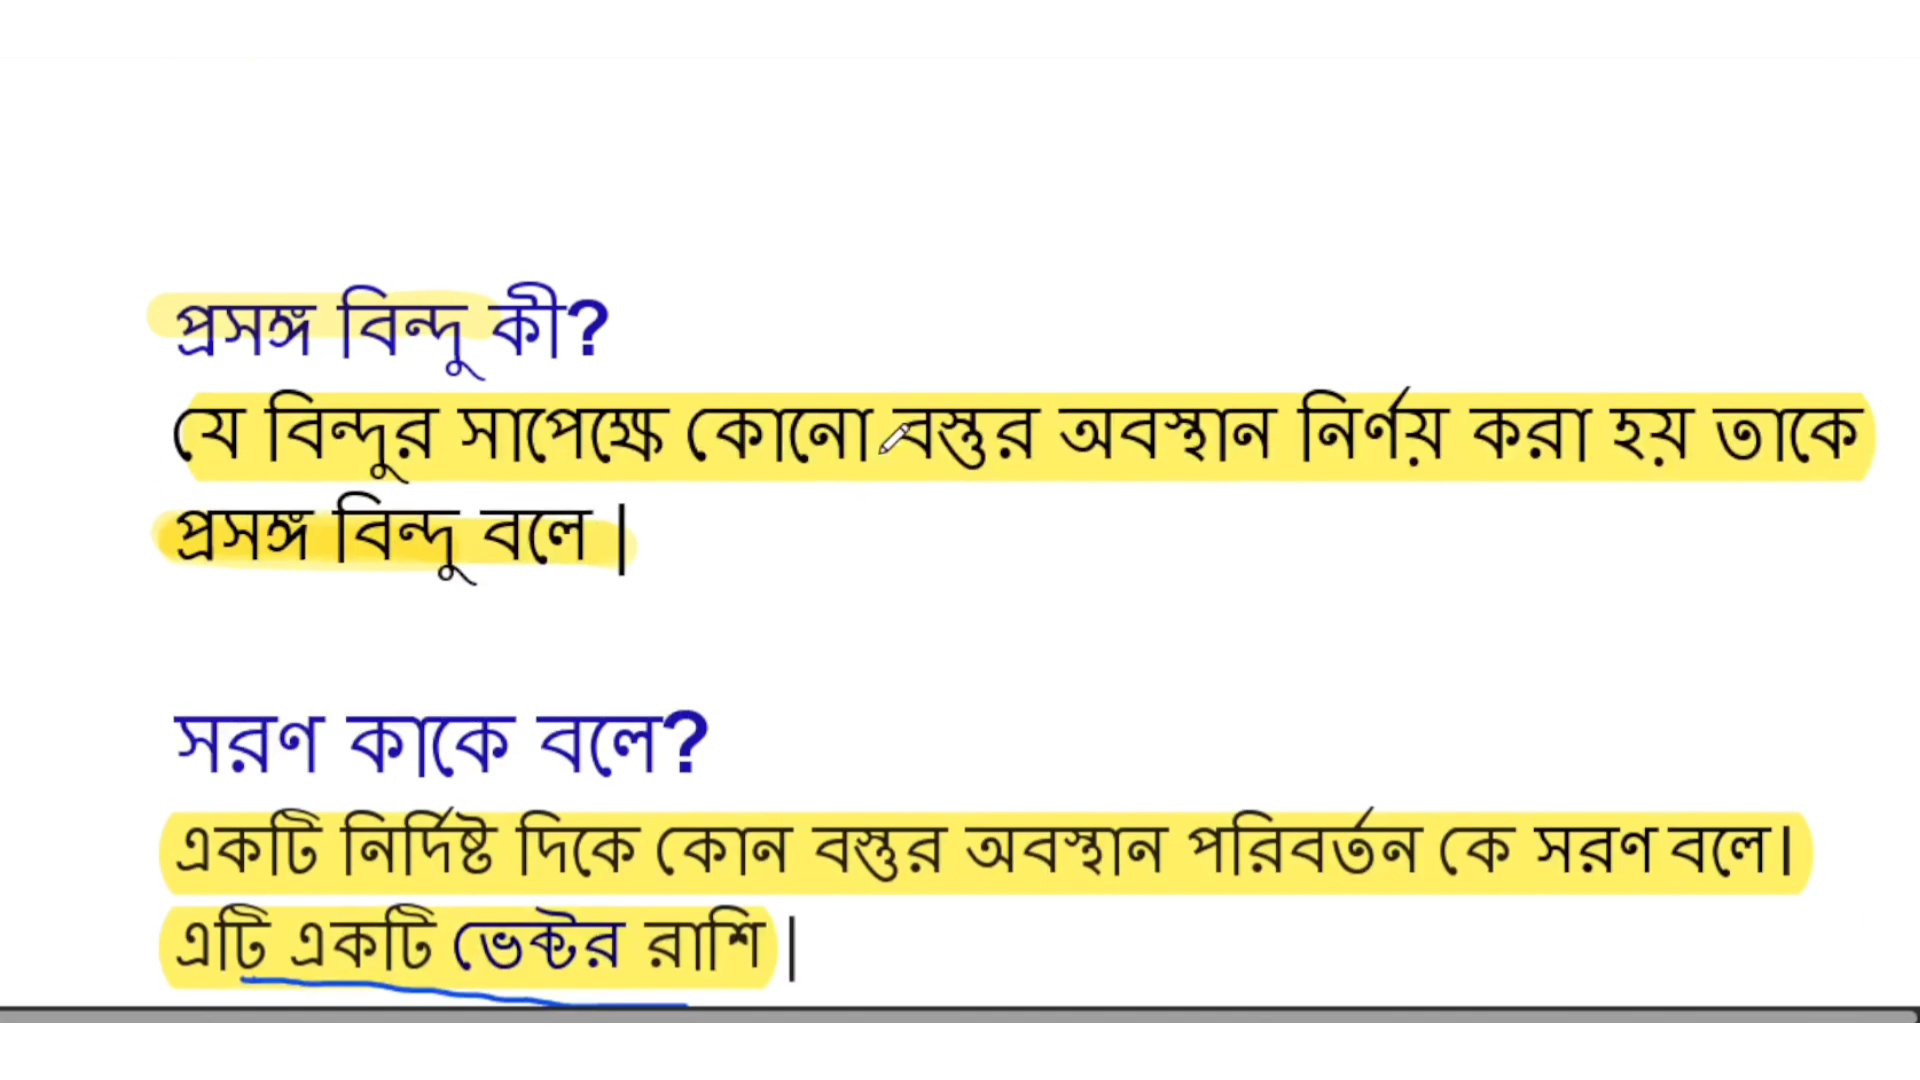 প্রসঙ্গ বিন্দু কী?
যে বিন্দুর সাপেক্ষে কোনো বস্তুর অবস্থান নির্ণয় করা হয় তাকে
প্রসঙ্গ বিন্দু বলে |
সরণ কাকে বলে?
একটি নির্দিষ্ট দিকে কোন বস্তুর অবস্থান পরিবর্তন কে সরণ বলে।
এটি একটি ভেক্টর রাশি |